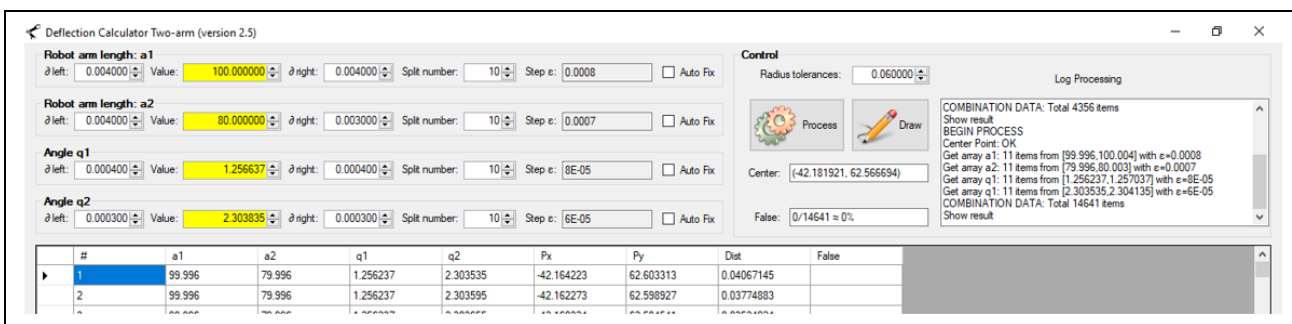 Deflection Calculator Two-arm (version 2.5)
Robot arm length: a1
∂left: 0.004000 Value: 100.000000 ∂right: 0.004000 Split number: 10 Step ε: 0.0008 Auto Fix
Robot arm length: a2
∂left: 0.004000 Value: 80.000000 ∂right: 0.003000 Split number: 10 Step ε: 0.0007 Auto Fix
Angle q1
∂left: 0.000400 Value: 1.256637 ∂right: 0.000400 Split number: 10 Step ε: 8E-05 Auto Fix
Angle q2
∂left: 0.000300 Value: 2.303835 ∂right: 0.000300 Split number: 10 Step ε: 6E-05 Auto Fix
Control
Radius tolerances: 0.060000
Process Draw
Center: (-42.181921, 62.566694)
False: 0/14641 ≈ 0%
Log Processing
COMBINATION DATA: Total 4356 items
Show result
BEGIN PROCESS
Center Point: OK
Get array a1: 11 items from [99.996,100.004] with ε=0.0008
Get array a2: 11 items from [79.996,80.003] with ε=0.0007
Get array q1: 11 items from [1.256237,1.257037] with ε=8E-05
Get array q1: 11 items from [2.303535,2.304135] with ε=6E-05
COMBINATION DATA: Total 14641 items
Show result
# a1 a2 q1 q2 Px Py Dist False
1 99.996 79.996 1.256237 2.303535 -42.164223 62.603313 0.04067145
2 99.996 79.996 1.256237 2.303595 -42.162273 62.598927 0.03774883